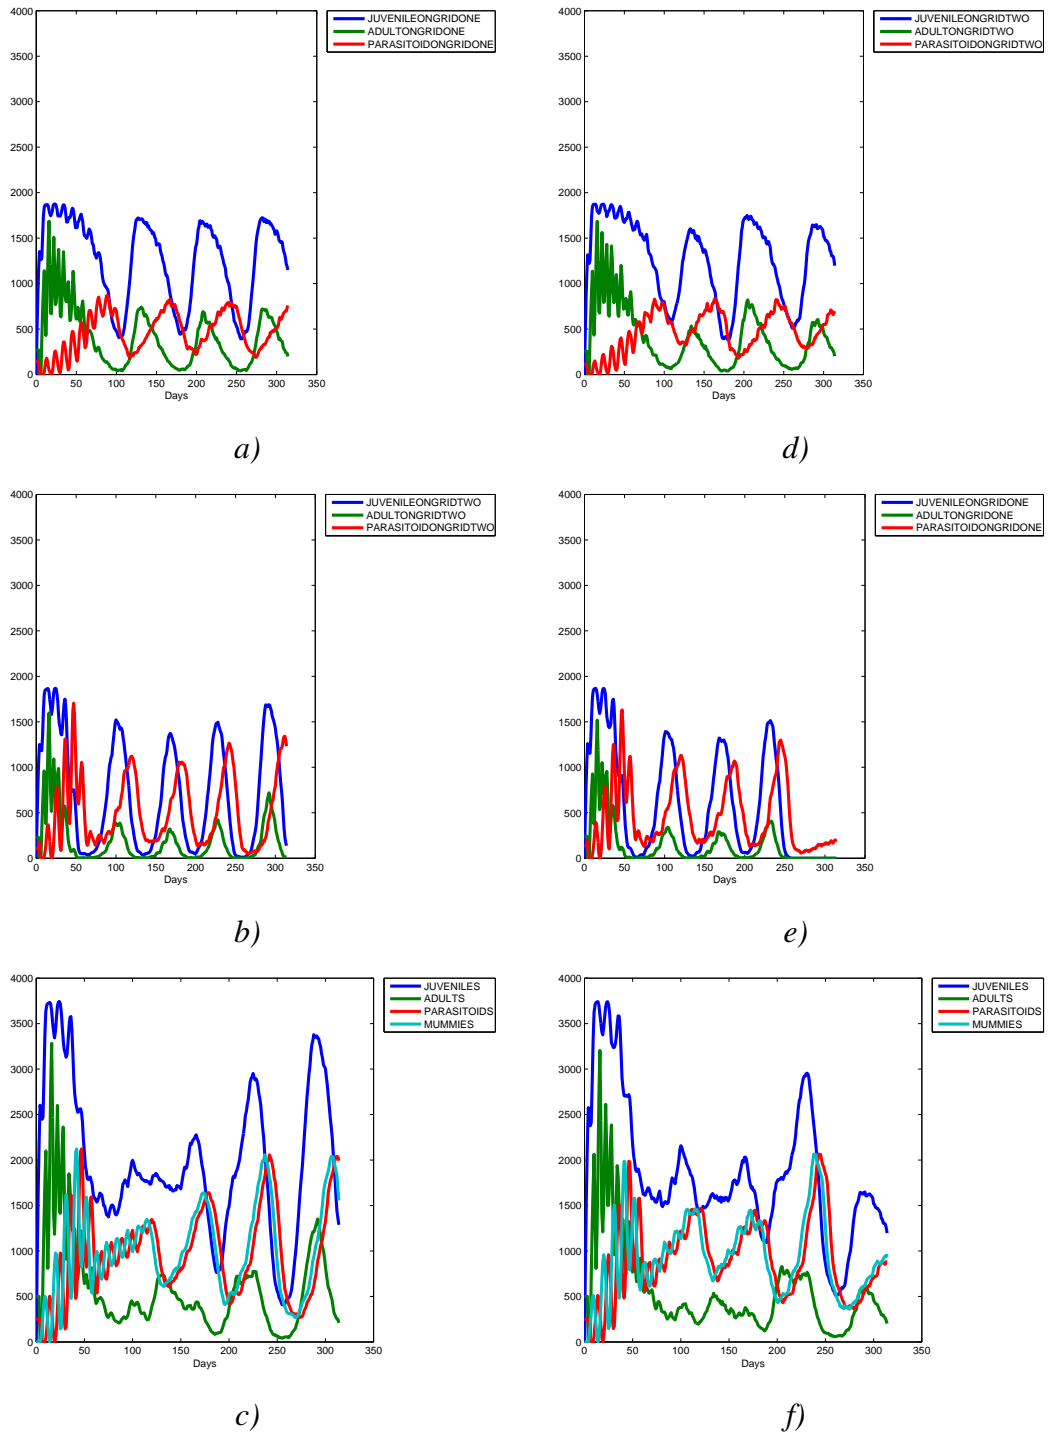 4000
3500
3000
2500
2000
1500
1000
500
0
0 50 100 150 200 250 300 350
Days
JUVENILEONGRIDONE
ADULTONGRIDONE
PARASITOIDONGRIDONE
a)
4000
3500
3000
2500
2000
1500
1000
500
0
0 50 100 150 200 250 300 350
Days
JUVENILEONGRIDTWO
ADULTONGRIDTWO
PARASITOIDONGRIDTWO
d)
4000
3500
3000
2500
2000
1500
1000
500
0
0 50 100 150 200 250 300 350
Days
JUVENILEONGRIDTWO
ADULTONGRIDTWO
PARASITOIDONGRIDTWO
b)
4000
3500
3000
2500
2000
1500
1000
500
0
0 50 100 150 200 250 300 350
Days
JUVENILEONGRIDONE
ADULTONGRIDONE
PARASITOIDONGRIDONE
e)
4000
3500
3000
2500
2000
1500
1000
500
0
0 50 100 150 200 250 300 350
Days
JUVENILES
ADULTS
PARASITOIDS
MUMMIES
c)
4000
3500
3000
2500
2000
1500
1000
500
0
0 50 100 150 200 250 300 350
Days
JUVENILES
ADULTS
PARASITOIDS
MUMMIES
f)